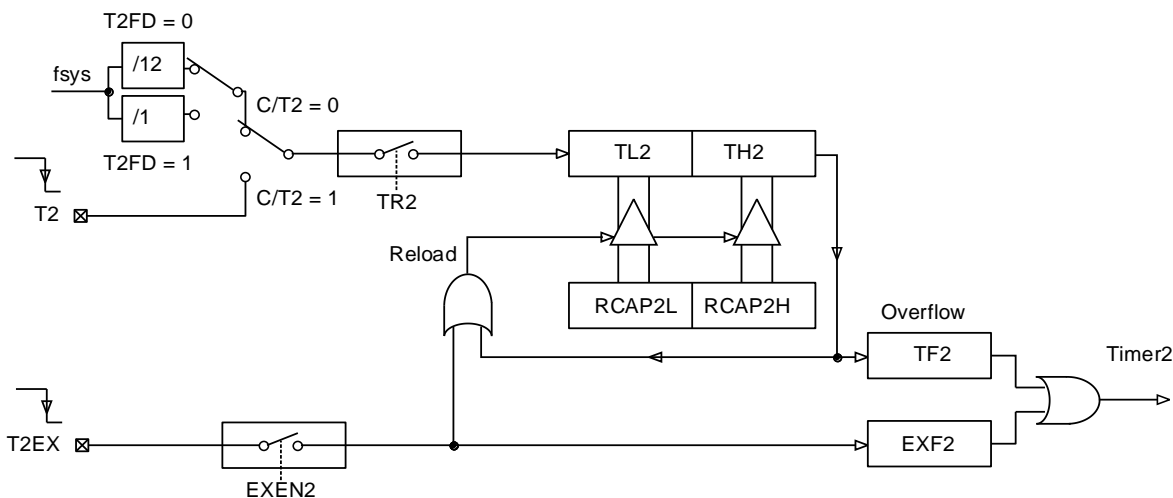 T2FD = 0
/12
fsys
C/T2 = 0
/1
T2FD = 1
TL2
TH2
C/T2 = 1
TR2
T2
Reload
RCAP2L
RCAP2H
Overflow
TF2
Timer2
T2EX
EXF2
EXEN2